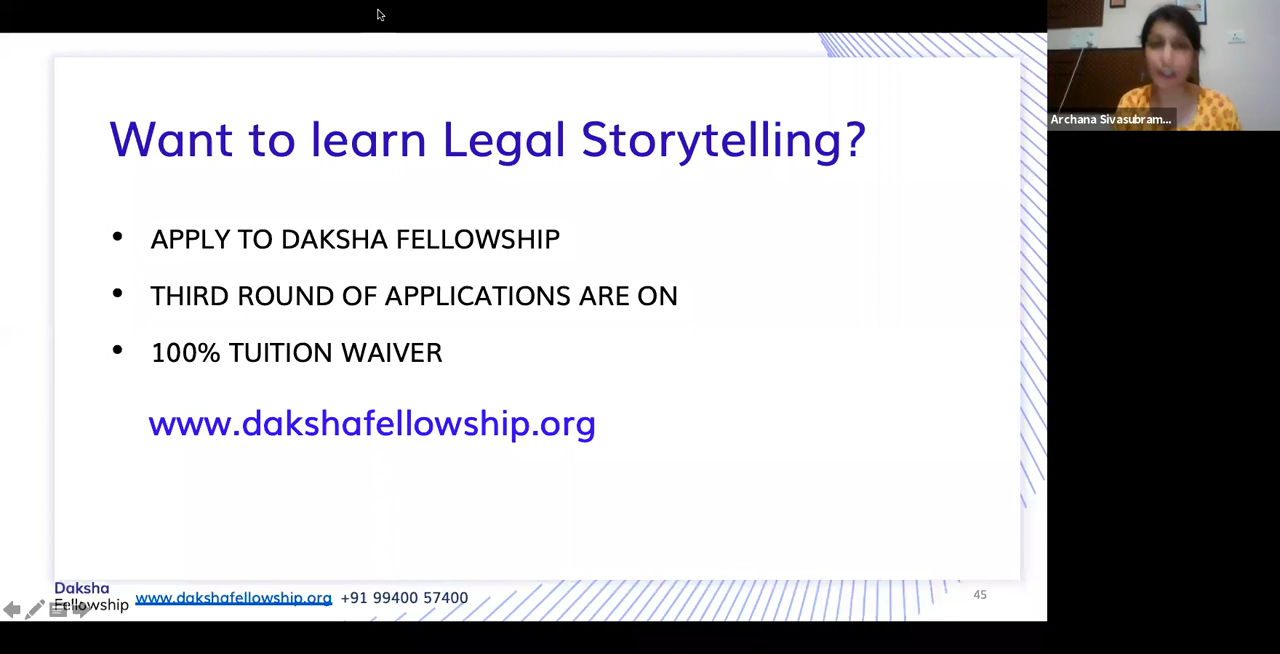 Want to learn Legal Storytelling?
• APPLY TO DAKSHA FELLOWSHIP
• THIRD ROUND OF APPLICATIONS ARE ON
• 100% TUITION WAIVER
www.dakshafellowship.org
Daksha
Fellowship
www.dakshafellowship.org +91 99400 57400
45
Archana Sivasubram...